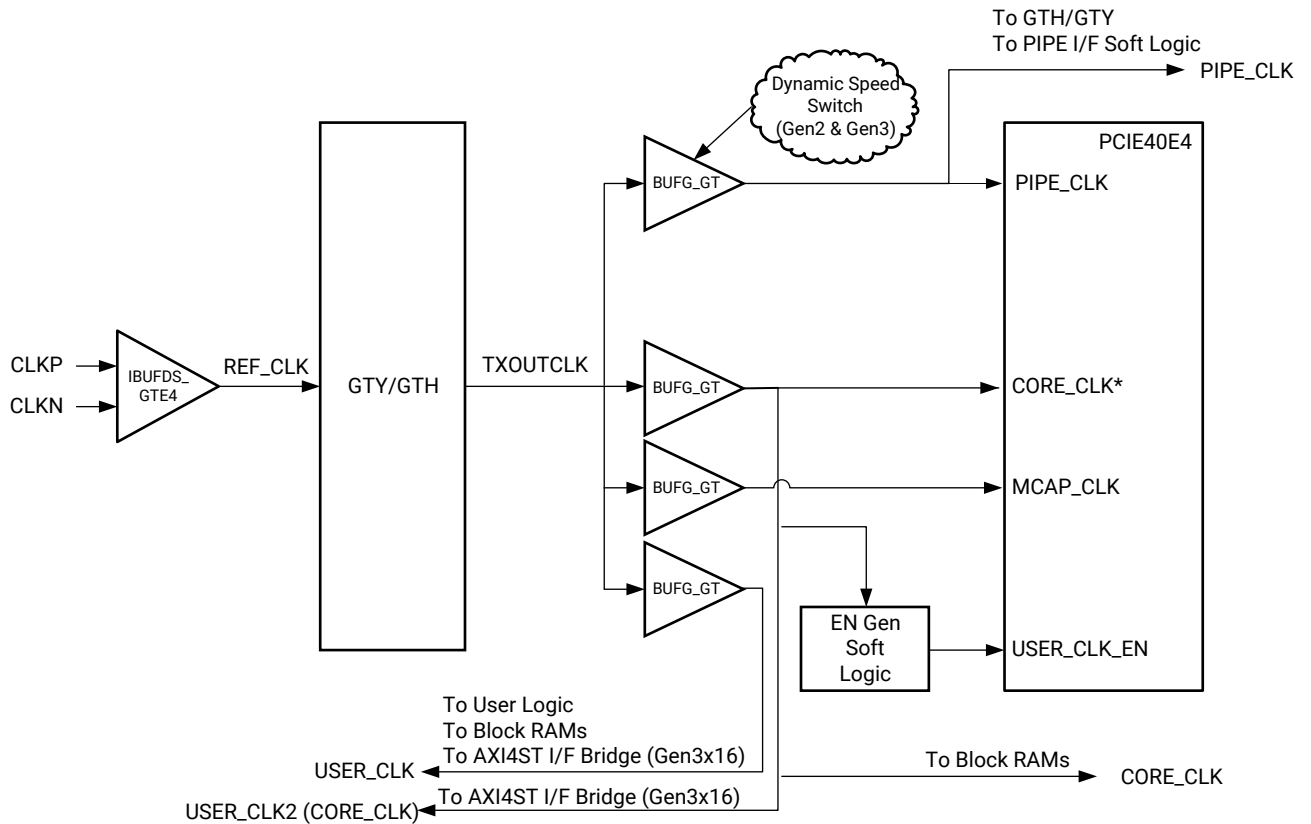 To GTH/GTY
To PIPE I/F Soft Logic
PIPE_CLK
Dynamic Speed
Switch
(Gen2 & Gen3)
PCIE40E4
BUFG_GT
PIPE_CLK
CLKP
CLKN
IBUFDS_
GTE4
REF_CLK
GTY/GTH
TXOUTCLK
BUFG_GT
CORE_CLK*
BUFG_GT
MCAP_CLK
BUFG_GT
EN Gen
Soft
Logic
USER_CLK_EN
To User Logic
To Block RAMs
To AXI4ST I/F Bridge (Gen3x16)
USER_CLK
To Block RAMs
CORE_CLK
To AXI4ST I/F Bridge (Gen3x16)
USER_CLK2 (CORE_CLK)